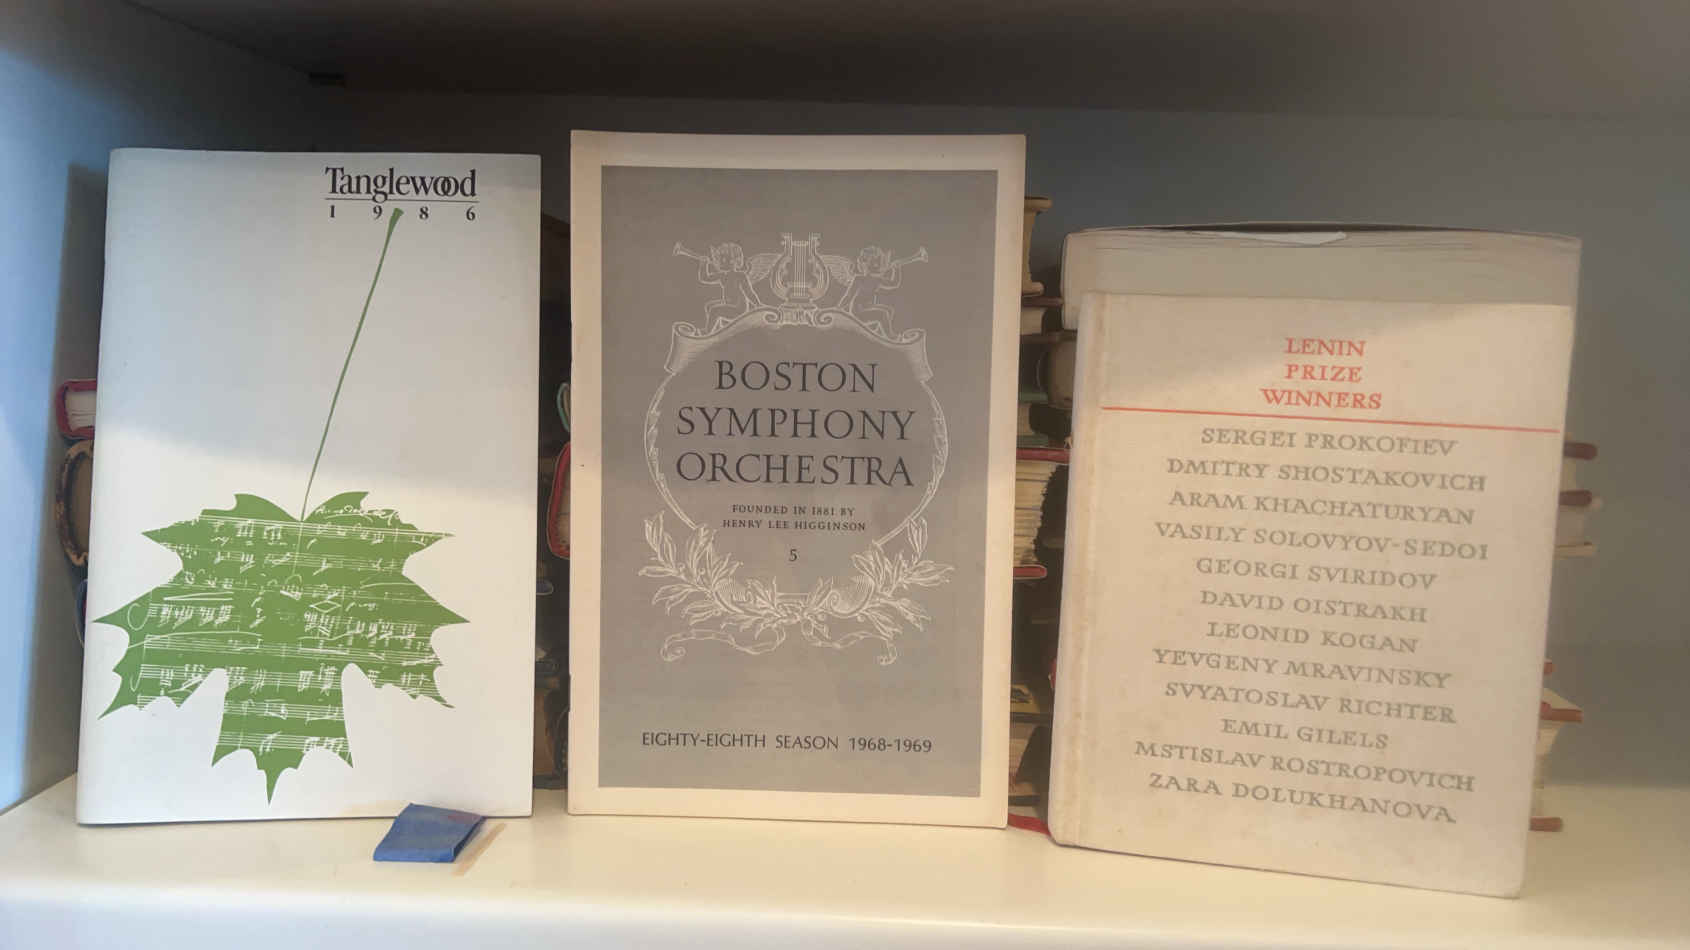 Tanglewood
1 9 8 6
BOSTON
SYMPHONY
ORCHESTRA
FOUNDED IN 1881 BY
HENRY LEE HIGGINSON
5
EIGHTY-EIGHTH SEASON 1968-1969
LENIN
PRIZE
WINNERS
SERGEI PROKOFIEV
DMITRY SHOSTAKOVICH
ARAM KHACHATURYAN
VASILY SOLOVYOV-SEDOI
GEORGI SVIRIDOV
DAVID OISTRAKH
LEONID KOGAN
YEVGENY MRAVINSKY
SVYATOSLAV RICHTER
EMIL GILELS
MSTISLAV ROSTROPOVICH
ZARA DOLUKHANOVA